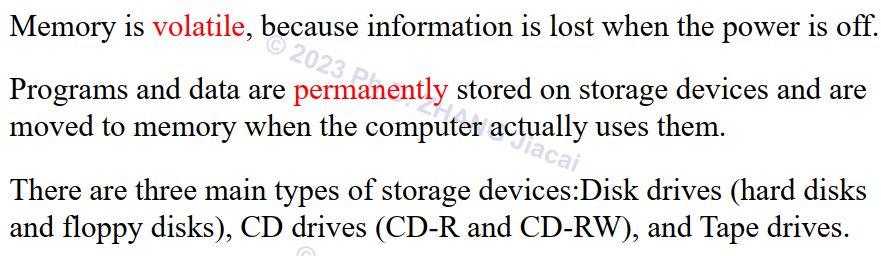 Memory is volatile, because information is lost when the power is off.
Programs and data are permanently stored on storage devices and are
moved to memory when the computer actually uses them.
There are three main types of storage devices:Disk drives (hard disks
and floppy disks), CD drives (CD-R and CD-RW), and Tape drives.
© 2023 Ph.D. ZHANG Jiacai
©